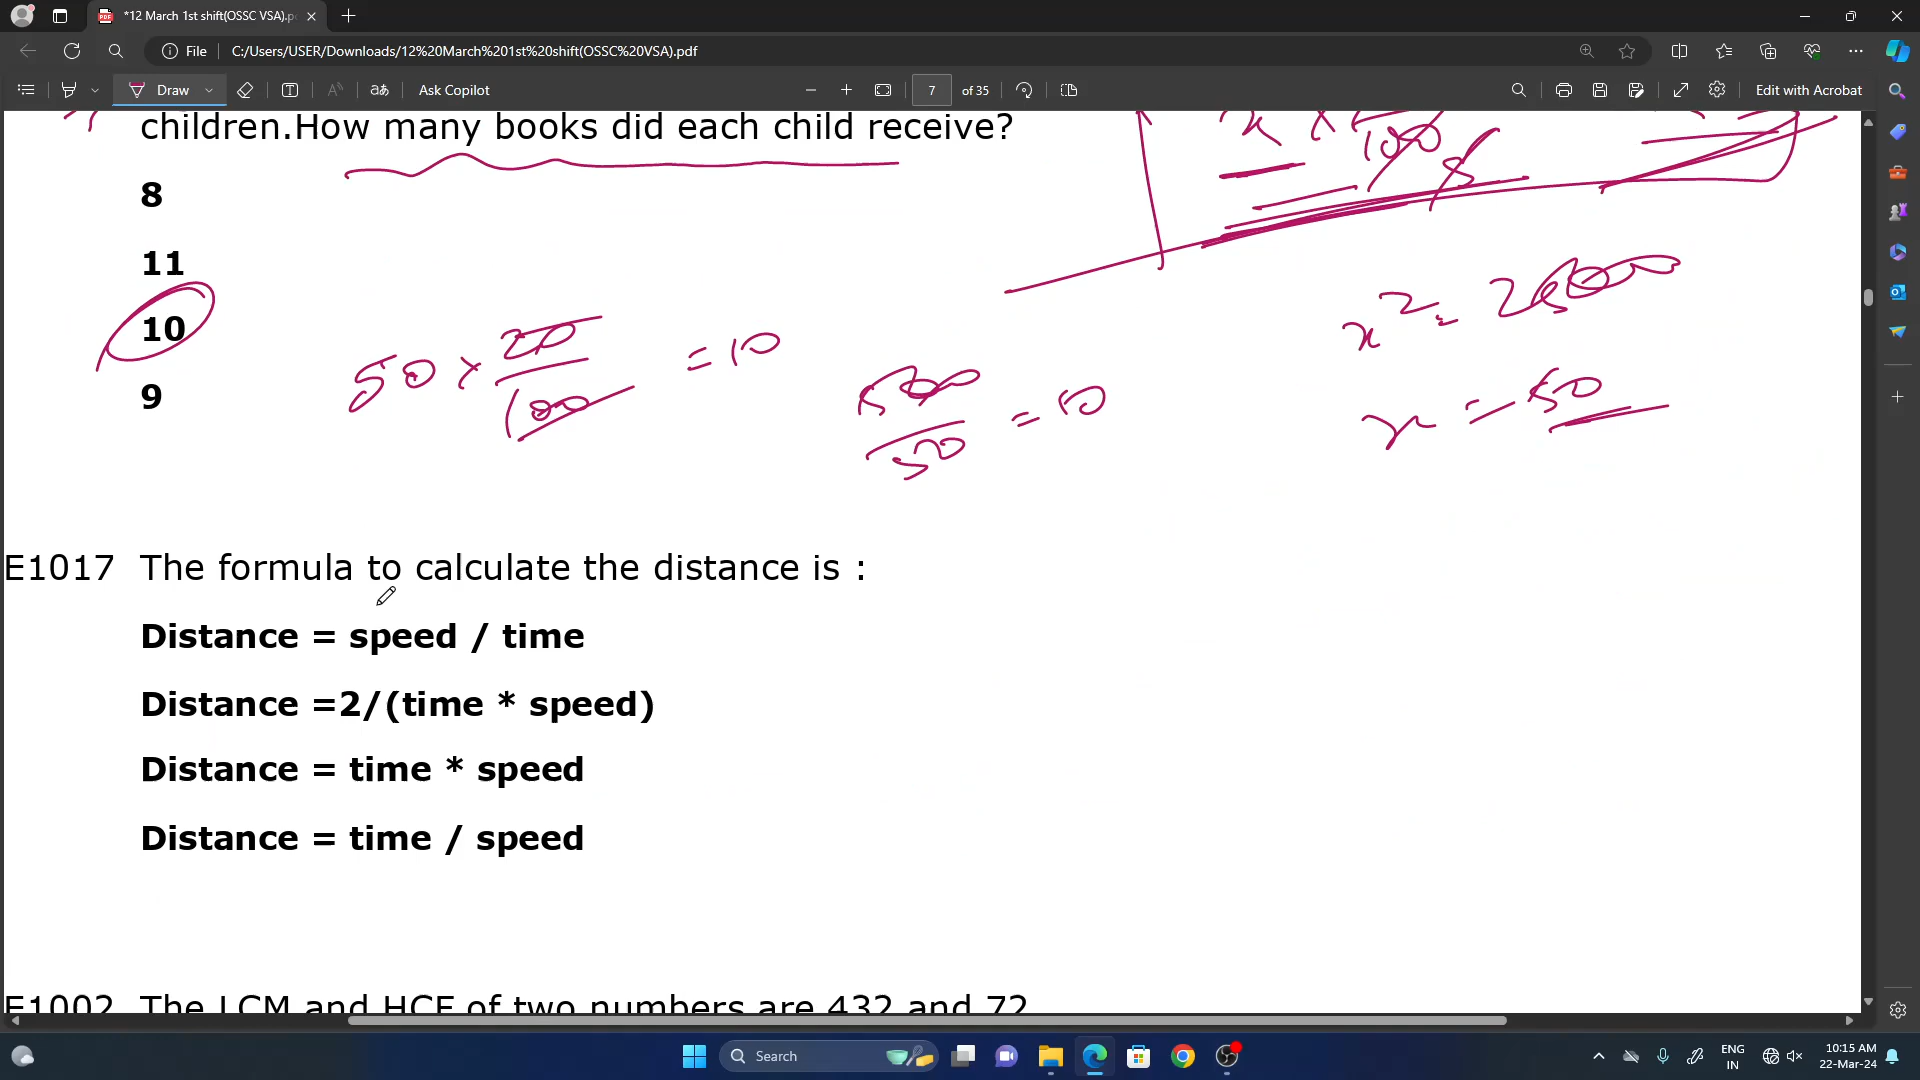 *12 March 1st shift(OSSC VSA).p
File C:/Users/USER/Downloads/12%20March%201st%20shift(OSSC%20VSA).pdf
Draw Ask Copilot 7 of 35 Edit with Acrobat
children.How many books did each child receive?
8
11
10
9
50 × 20/100 = 10
500/50 = 10
x² = 2500
x = 50
E1017 The formula to calculate the distance is :
Distance = speed / time
Distance =2/(time * speed)
Distance = time * speed
Distance = time / speed
E1002 The LCM and HCF of two numbers are 432 and 72
Search
ENG
IN
10:15 AM
22-Mar-24